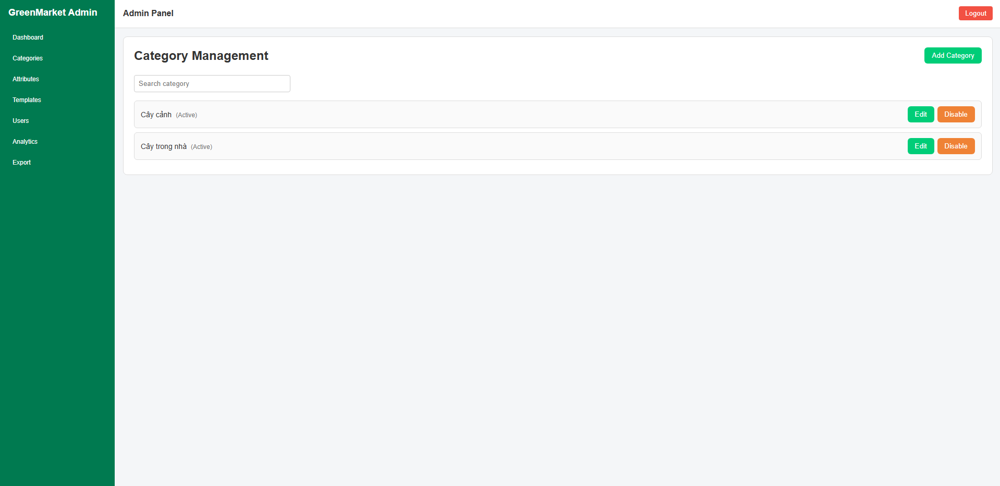 GreenMarket Admin
Dashboard
Categories
Attributes
Templates
Users
Analytics
Export
Admin Panel
Logout
Category Management
Add Category
Search category
Cây cảnh (Active)
Edit
Disable
Cây trong nhà (Active)
Edit
Disable